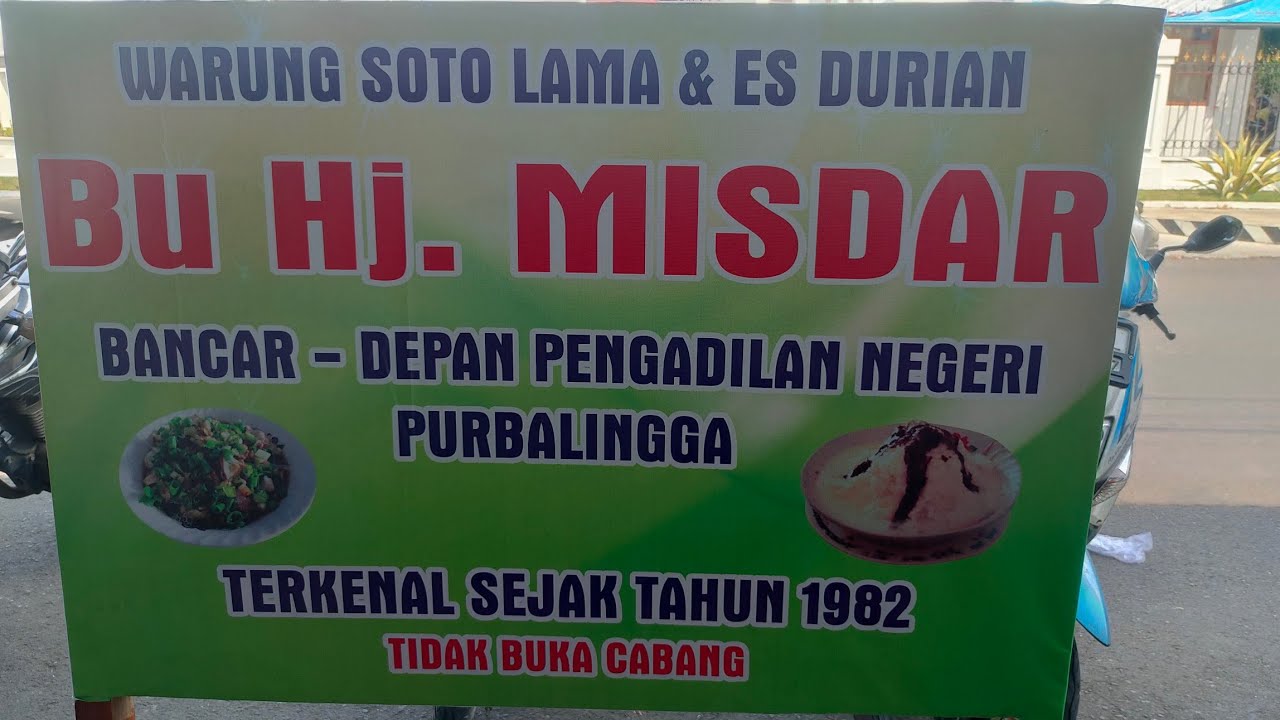 WARUNG SOTO LAMA & ES DURIAN
Bu Hj. MISDAR
BANCAR – DEPAN PENGADILAN NEGERI
PURBALINGGA
TERKENAL SEJAK TAHUN 1982
TIDAK BUKA CABANG